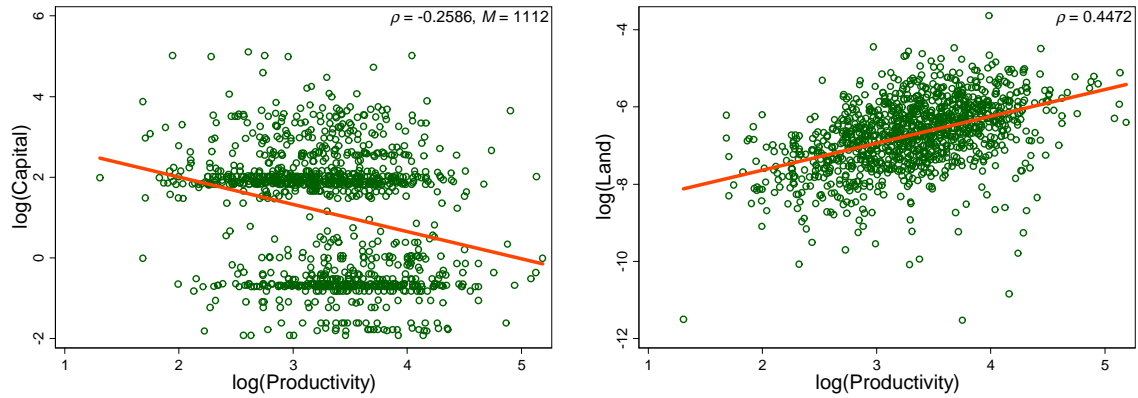 ρ = -0.2586, M = 1112
log(Capital)
6
4
2
0
-2
1 2 3 4 5
log(Productivity)
ρ = 0.4472
log(Land)
-4
-6
-8
-10
-12
1 2 3 4 5
log(Productivity)